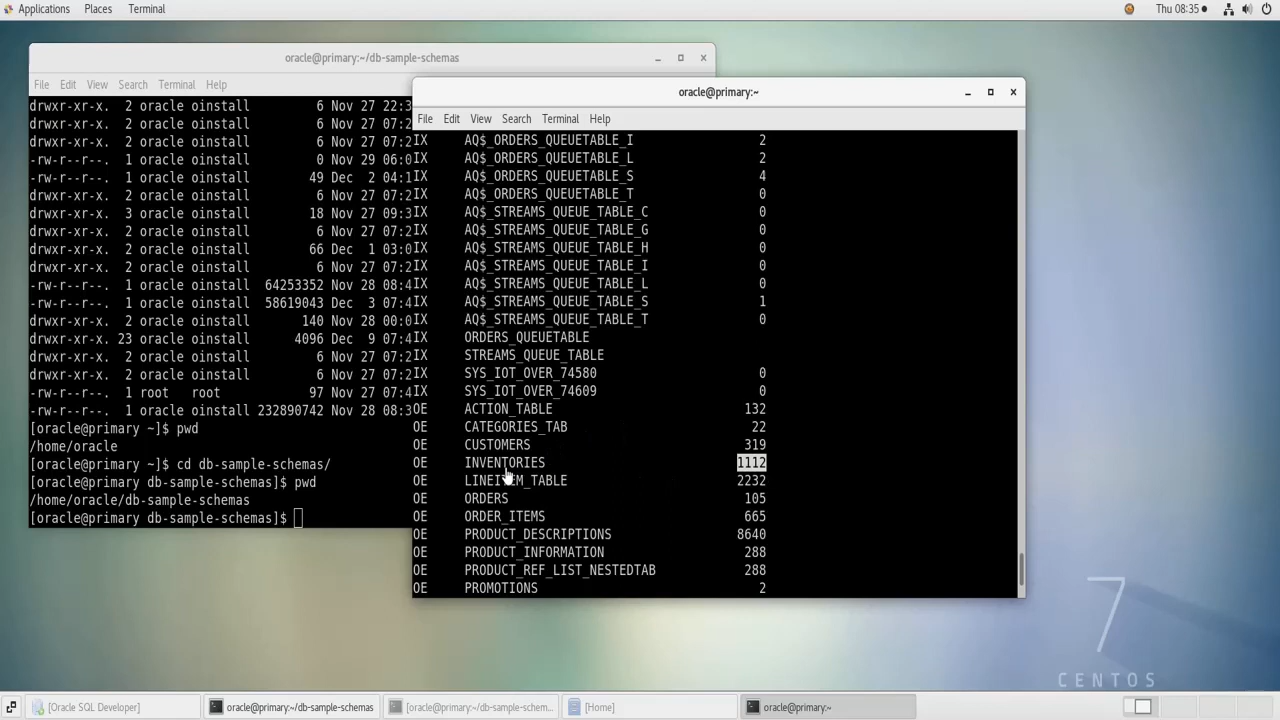 Applications Places Thu 08:35
oracle@primary:~/db-sample-schemas
File Edit View Search Terminal Help
drwxr-xr-x. 2 oracle oinstall 6 Nov 27 22:3
drwxr-xr-x. 2 oracle oinstall 6 Nov 27 07:2
drwxr-xr-x. 2 oracle oinstall 6 Nov 27 07:2
-rw-r--r--. 1 oracle oinstall 0 Nov 29 06:0
-rw-r--r--. 1 oracle oinstall 49 Dec 2 04:1
drwxr-xr-x. 2 oracle oinstall 6 Nov 27 07:2
drwxr-xr-x. 3 oracle oinstall 18 Nov 27 09:3
drwxr-xr-x. 2 oracle oinstall 6 Nov 27 07:2
drwxr-xr-x. 2 oracle oinstall 66 Dec 1 03:0
drwxr-xr-x. 2 oracle oinstall 6 Nov 27 07:2
-rw-r--r--. 1 oracle oinstall 64253352 Nov 28 08:4
-rw-r--r--. 1 oracle oinstall 58619043 Dec 3 07:4
drwxr-xr-x. 2 oracle oinstall 140 Nov 28 00:0
drwxr-xr-x. 23 oracle oinstall 4096 Dec 9 07:4
drwxr-xr-x. 2 oracle oinstall 6 Nov 27 07:2
drwxr-xr-x. 2 oracle oinstall 6 Nov 27 07:2
-rw-r--r--. 1 root root 97 Nov 27 07:4
-rw-r--r--. 1 oracle oinstall 232890742 Nov 28 08:3
[oracle@primary ~]$ pwd
/home/oracle
[oracle@primary ~]$ cd db-sample-schemas/
[oracle@primary db-sample-schemas]$ pwd
/home/oracle/db-sample-schemas
[oracle@primary db-sample-schemas]$
oracle@primary:~
File Edit View Search Terminal Help
IX AQ$_ORDERS_QUEUETABLE_I 2
IX AQ$_ORDERS_QUEUETABLE_L 2
IX AQ$_ORDERS_QUEUETABLE_S 4
IX AQ$_ORDERS_QUEUETABLE_T 0
IX AQ$_STREAMS_QUEUE_TABLE_C 0
IX AQ$_STREAMS_QUEUE_TABLE_G 0
IX AQ$_STREAMS_QUEUE_TABLE_H 0
IX AQ$_STREAMS_QUEUE_TABLE_I 0
IX AQ$_STREAMS_QUEUE_TABLE_L 0
IX AQ$_STREAMS_QUEUE_TABLE_S 1
IX AQ$_STREAMS_QUEUE_TABLE_T 0
IX ORDERS_QUEUETABLE
IX STREAMS_QUEUE_TABLE
IX SYS_IOT_OVER_74580 0
IX SYS_IOT_OVER_74609 0
OE ACTION_TABLE 132
OE CATEGORIES_TAB 22
OE CUSTOMERS 319
OE INVENTORIES 1112
OE LINEITEM_TABLE 2232
OE ORDERS 105
OE ORDER_ITEMS 665
OE PRODUCT_DESCRIPTIONS 8640
OE PRODUCT_INFORMATION 288
OE PRODUCT_REF_LIST_NESTEDTAB 288
OE PROMOTIONS 2
7
CENTOS
[Oracle SQL Developer] oracle@primary:~/db-sample-schemas [oracle@primary:~/db-sample-schem... [Home] oracle@primary:~